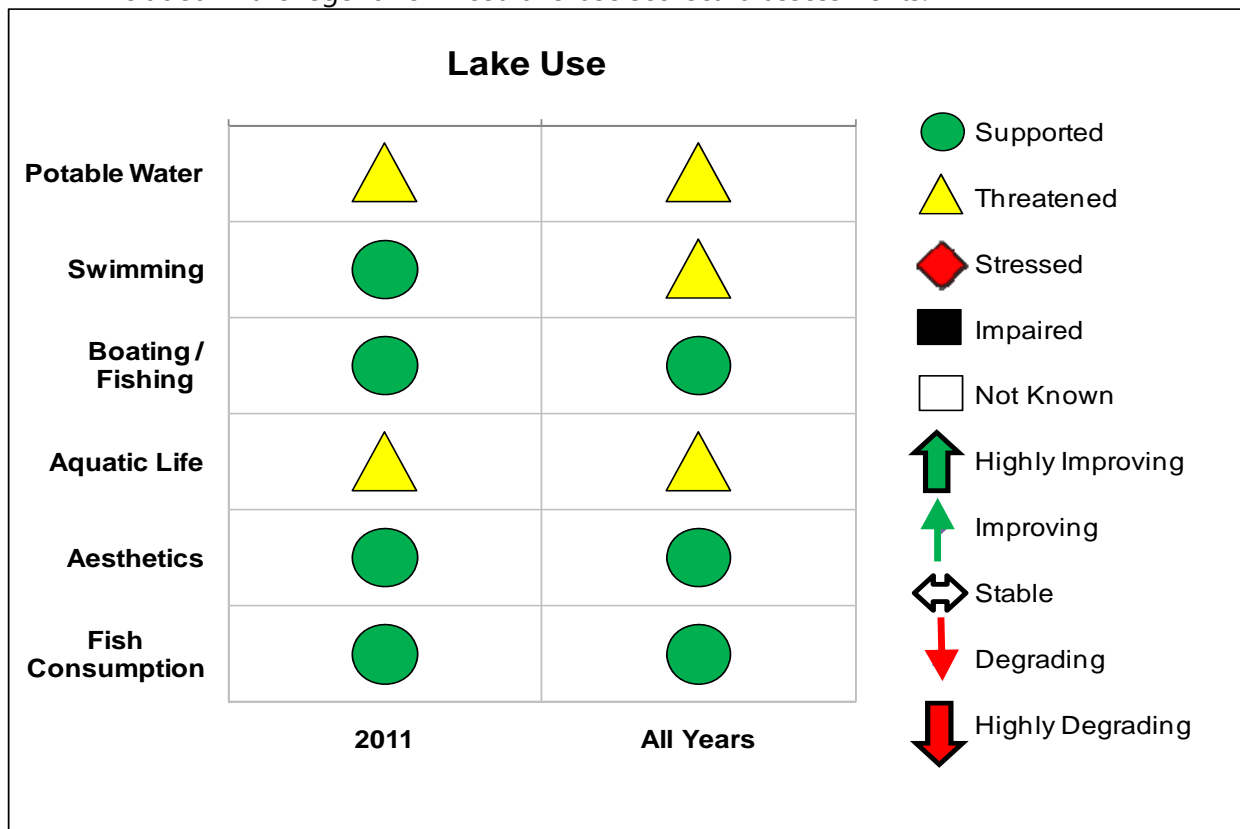 Lake Use
Potable Water
Swimming
Boating /
Fishing
Aquatic Life
Aesthetics
Fish
Consumption
2011
All Years
Supported
Threatened
Stressed
Impaired
Not Known
Highly Improving
Improving
Stable
Degrading
Highly Degrading